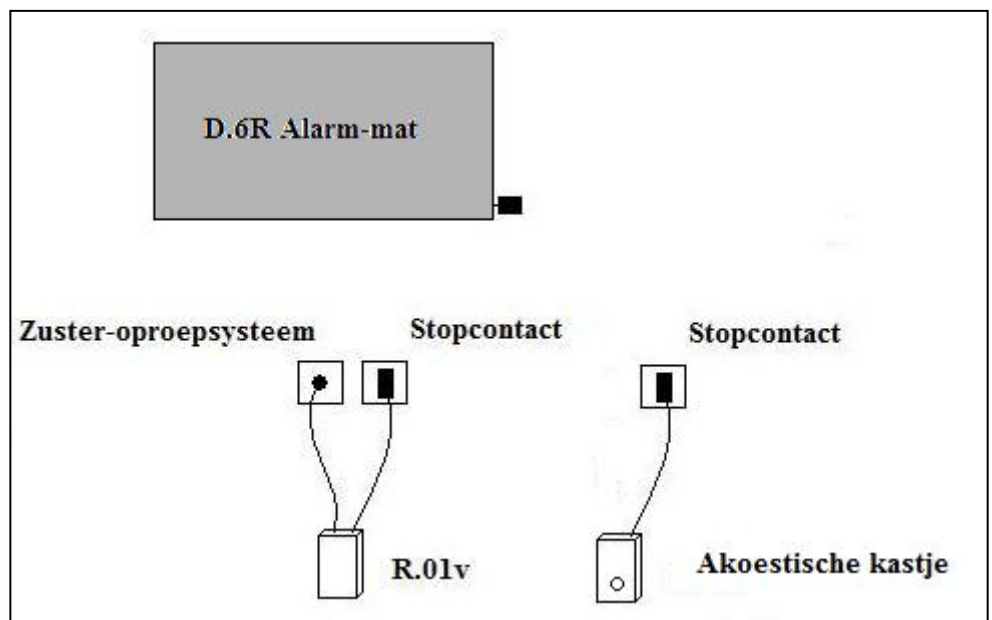 D.6R Alarm-mat
Zuster-oproepsysteem
Stopcontact
Stopcontact
R.01v
Akoestische kastje